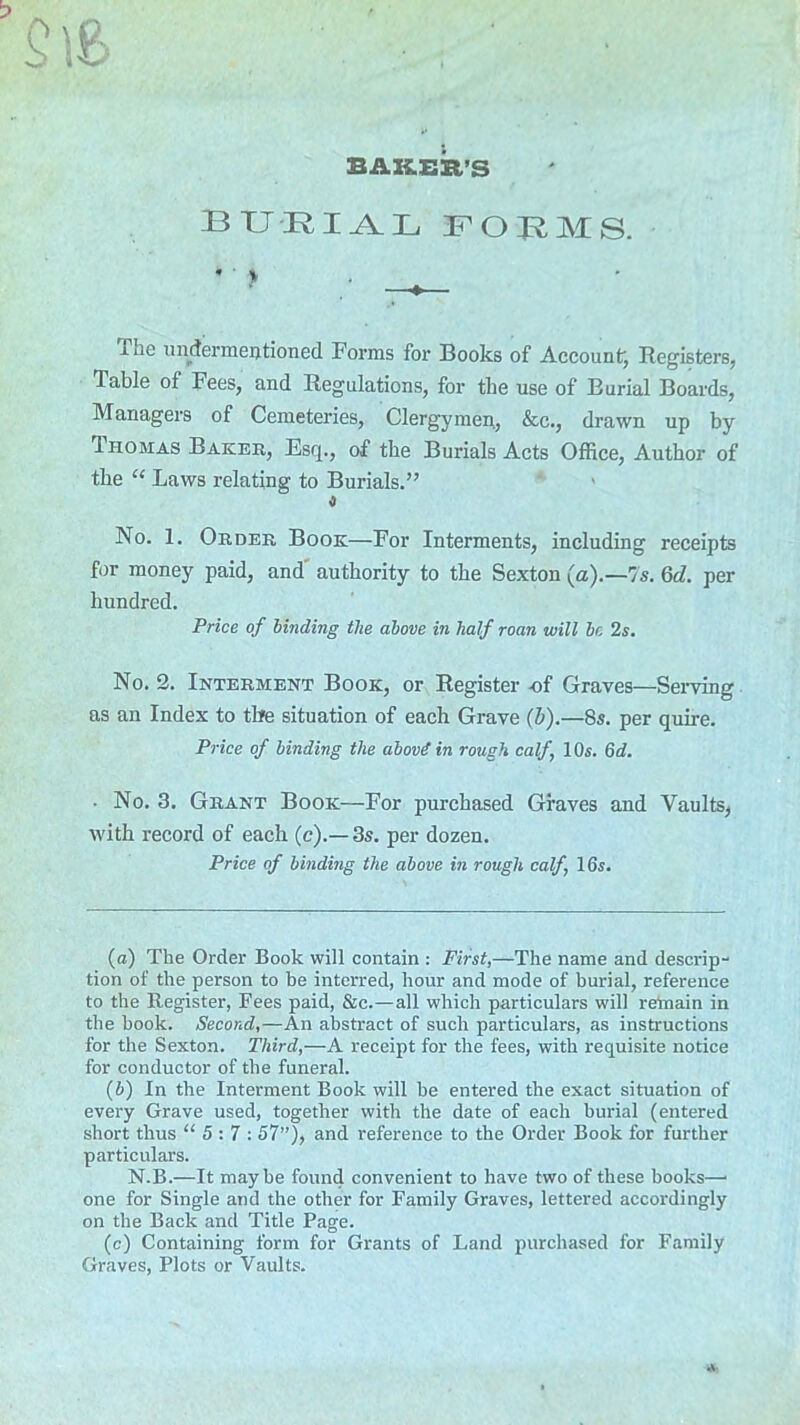 BAKER'S
BURIAL FORMS.
The undermentioned Forms for Books of Account, Registers,
Table of Fees, and Regulations, for the use of Burial Boards,
Managers of Cemeteries, Clergymen, &c., drawn up by
THOMAS BAKER, Esq., of the Burials Acts Office, Author of
the “ Laws relating to Burials.”
No. 1. ORDER BOOK—For Interments, including receipts
for money paid, and authority to the Sexton (a).—7s. 6d. per
hundred.
Price of binding the above in half roan will be 2s.
No. 2. INTERMENT BOOK, or Register of Graves—Serving
as an Index to the situation of each Grave (b).—8s. per quire.
Price of binding the above in rough calf, 10s. 6d.
No. 3. GRANT BOOK—For purchased Graves and Vaults,
with record of each (c).—3s. per dozen.
Price of binding the above in rough calf, 16s.
(a) The Order Book will contain : First,—The name and descrip-
tion of the person to be interred, hour and mode of burial, reference
to the Register, Fees paid, &c.—all which particulars will remain in
the book. Second,—An abstract of such particulars, as instructions
for the Sexton. Third,—A receipt for the fees, with requisite notice
for conductor of the funeral.
(b) In the Interment Book will be entered the exact situation of
every Grave used, together with the date of each burial (entered
short thus “ 5 : 7 : 57”), and reference to the Order Book for further
particulars.
N.B.—It may be found convenient to have two of these books—
one for Single and the other for Family Graves, lettered accordingly
on the Back and Title Page.
(c) Containing form for Grants of Land purchased for Family
Graves, Plots or Vaults.